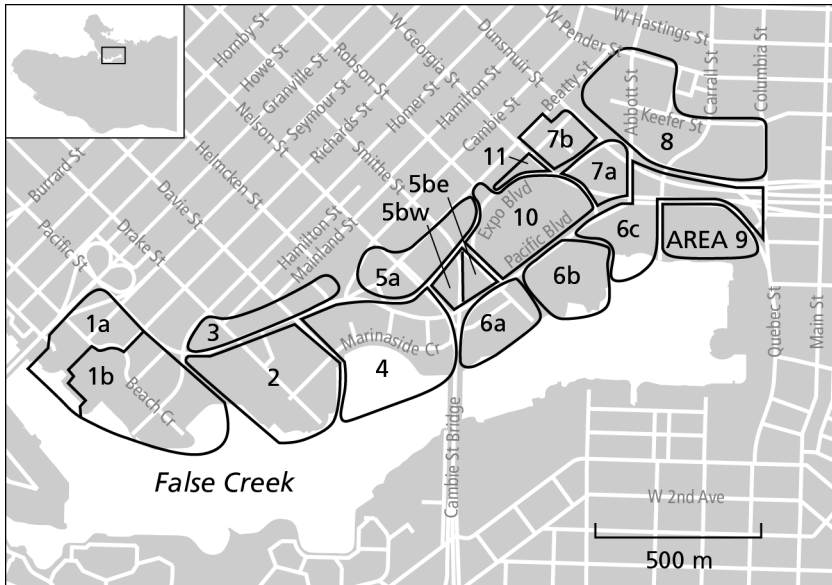 W Hastings St
W Pender St
Dunsmuir St
W Georgia St
Robson St
Granville St
Howe St
Hornby St
Seymour St
Nelson St
Richards St
Smithe St
Homer St
Hamilton St
Cambie St
Beatty St
Abbott St
Keefer St
Carrall St
Columbia St
Burrard St
Pacific St
Drake St
Davie St
Helmcken St
Hamilton St
Mainland St
Expo Blvd
Pacific Blvd
Marinaside Cr
Beach Cr
Quebec St
Main St
Cambie St Bridge
W 2nd Ave
1a
1b
2
3
4
5a
5bw
5be
6a
6b
6c
7a
7b
8
AREA 9
10
11
False Creek
500 m